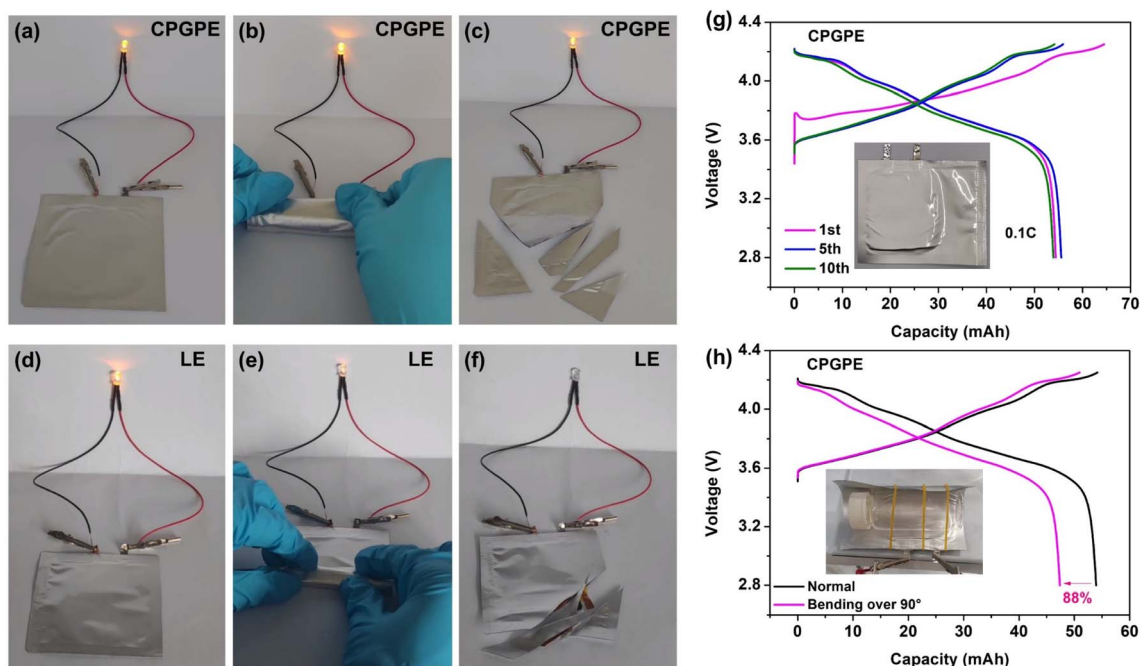 (a) CPGPE
(b) CPGPE
(c) CPGPE
(d) LE
(e) LE
(f) LE
(g)
CPGPE
Voltage (V)
4.4
4.0
3.6
3.2
2.8
1st
5th
10th
0.1C
0 10 20 30 40 50 60 70
Capacity (mAh)
(h)
CPGPE
Voltage (V)
4.4
4.0
3.6
3.2
2.8
2.4
Normal
Bending over 90°
88%
0 10 20 30 40 50 60
Capacity (mAh)